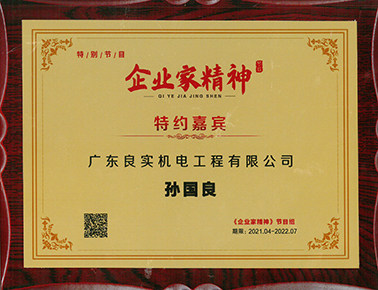 特/别/节/目
企业家精神
QI YE JIA JING SHEN
特约嘉宾
广东良实机电工程有限公司
孙国良
《企业家精神》节目组
期限：2021.04-2022.07